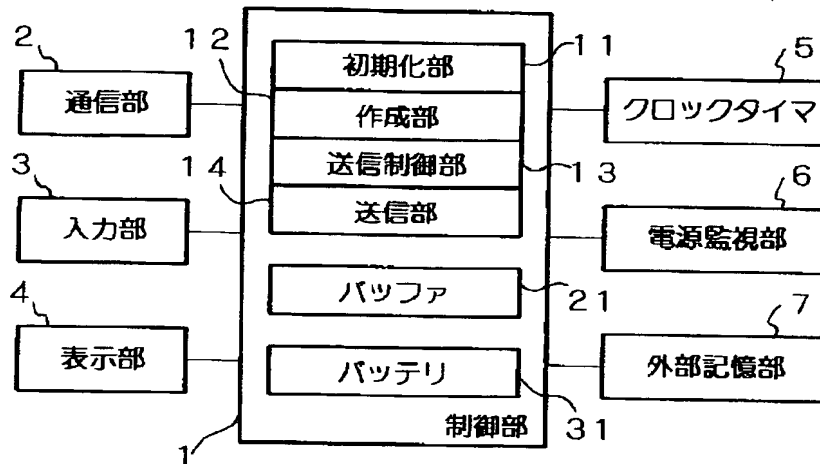 2
通信部
3
入力部
4
表示部
12
14
初期化部
作成部
送信制御部
送信部
バッファ
バッテリ
制御部
1
11
13
21
31
5
クロックタイマ
6
電源監視部
7
外部記憶部